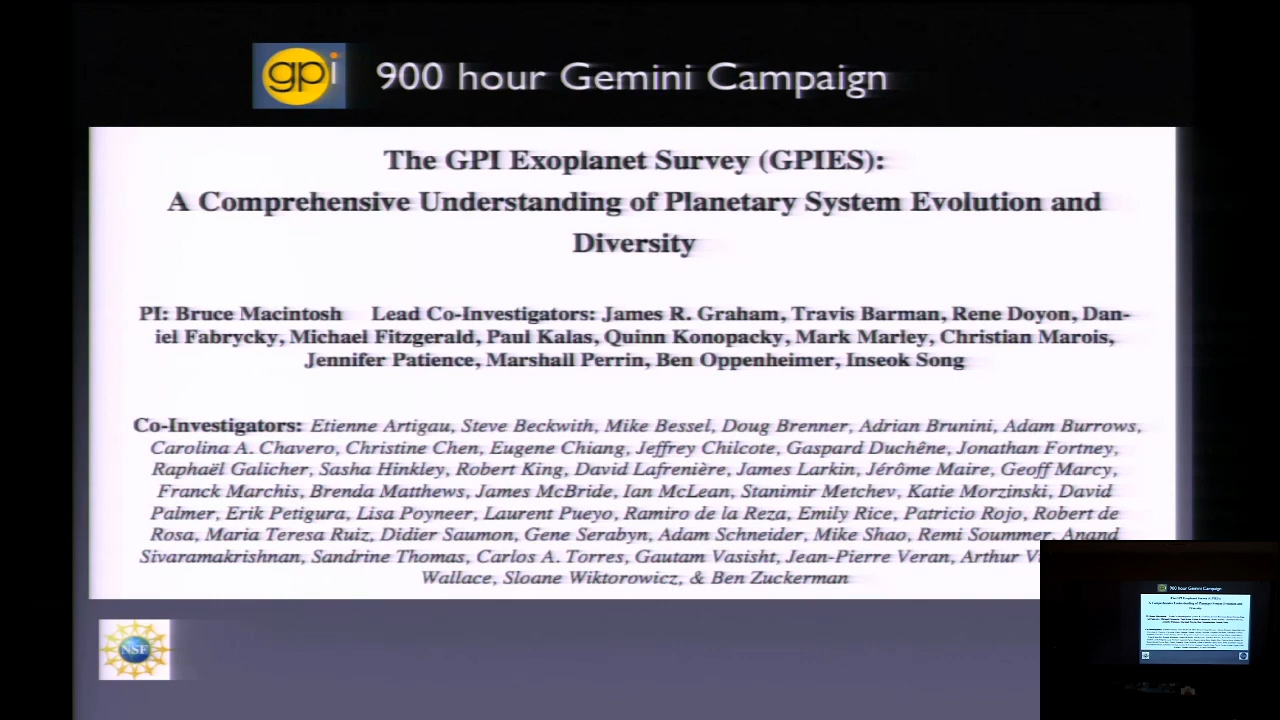 gpi
900 hour Gemini Campaign
The GPI Exoplanet Survey (GPIES):
A Comprehensive Understanding of Planetary System Evolution and
Diversity
PI: Bruce Macintosh Lead Co-Investigators: James R. Graham, Travis Barman, Rene Doyon, Dan-
iel Fabrycky, Michael Fitzgerald, Paul Kalas, Quinn Konopacky, Mark Marley, Christian Marois,
Jennifer Patience, Marshall Perrin, Ben Oppenheimer, Inseok Song
Co-Investigators: Etienne Artigau, Steve Beckwith, Mike Bessel, Doug Brenner, Adrian Brunini, Adam Burrows,
Carolina A. Chavero, Christine Chen, Eugene Chiang, Jeffrey Chilcote, Gaspard Duchêne, Jonathan Fortney,
Raphaël Galicher, Sasha Hinkley, Robert King, David Lafrenière, James Larkin, Jérôme Maire, Geoff Marcy,
Franck Marchis, Brenda Matthews, James McBride, Ian McLean, Stanimir Metchev, Katie Morzinski, David
Palmer, Erik Petigura, Lisa Poyneer, Laurent Pueyo, Ramiro de la Reza, Emily Rice, Patricio Rojo, Robert de
Rosa, Maria Teresa Ruiz, Didier Saumon, Gene Serabyn, Adam Schneider, Mike Shao, Remi Soummer, Anand
Sivaramakrishnan, Sandrine Thomas, Carlos A. Torres, Gautam Vasisht, Jean-Pierre Veran, Arthur
Wallace, Sloane Wiktorowicz, & Ben Zuckerman
NSF
900 hour Gemini Campaign